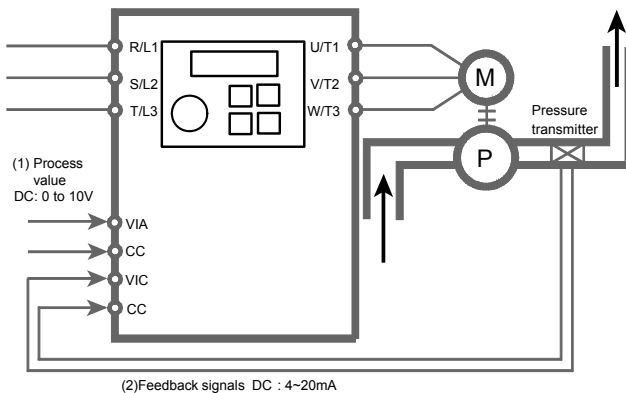 R/L1
U/T1
S/L2
V/T2
T/L3
W/T3
M
Pressure
transmitter
P
(1) Process
value
DC: 0 to 10V
VIA
CC
VIC
CC
(2)Feedback signals DC : 4~20mA